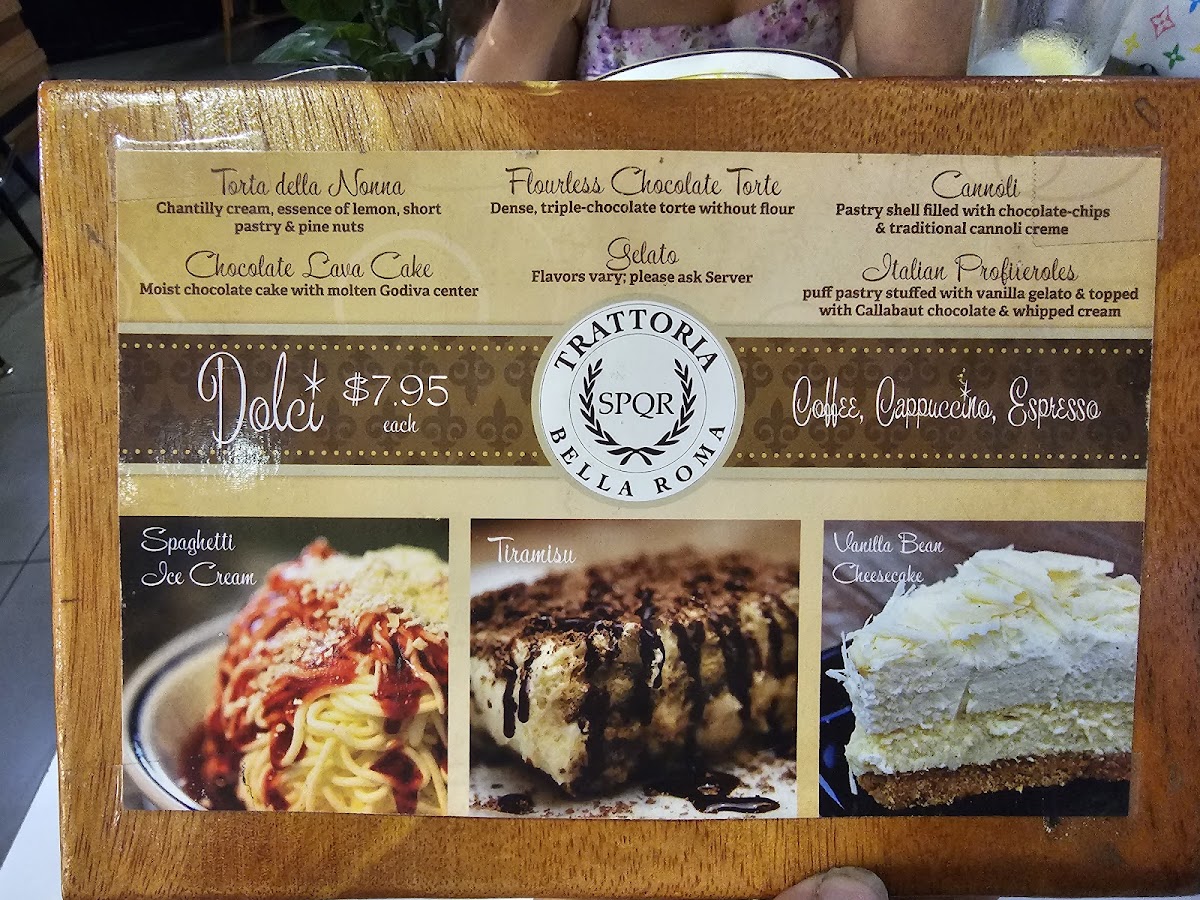 Torta della Nonna
Chantilly cream, essence of lemon, short
pastry & pine nuts
Flourless Chocolate Torte
Dense, triple-chocolate torte without flour
Cannoli
Pastry shell filled with chocolate-chips
& traditional cannoli creme
Chocolate Lava Cake
Moist chocolate cake with molten Godiva center
Gelato
Flavors vary; please ask Server
Italian Profiteroles
puff pastry stuffed with vanilla gelato & topped
with Callabaut chocolate & whipped cream
Dolci $7.95
each
TRATTORIA
SPQR
BELLA ROMA
Coffee, Cappuccino, Espresso
Spaghetti
Ice Cream
Tiramisu
Vanilla Bean
Cheesecake